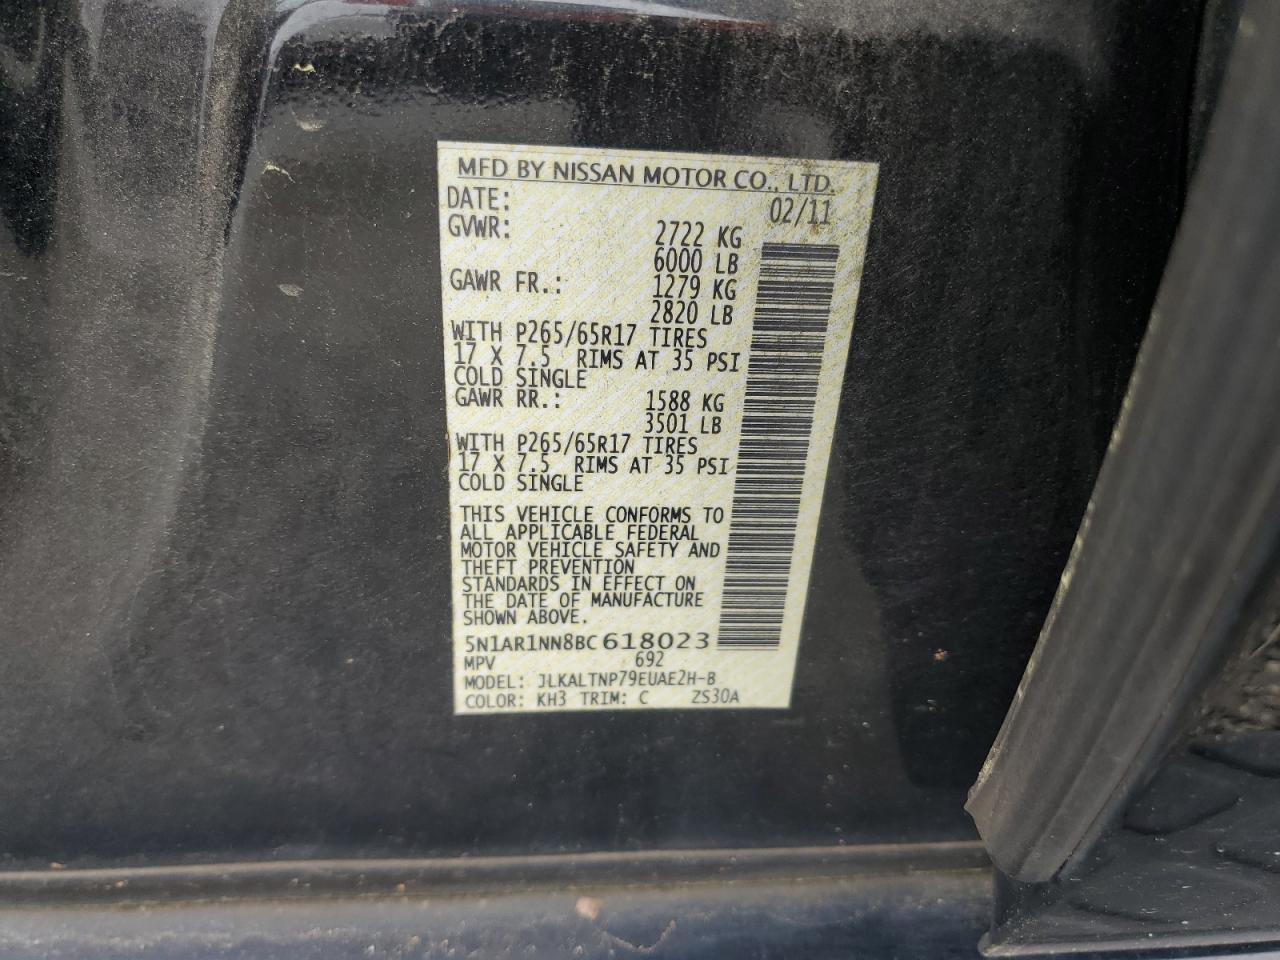 MFD BY NISSAN MOTOR CO., LTD.
DATE: 02/11
GVWR: 2722 KG
6000 LB
GAWR FR.: 1279 KG
2820 LB
WITH P265/65R17 TIRES
17 X 7.5 RIMS AT 35 PSI
COLD SINGLE
GAWR RR.: 1588 KG
3501 LB
WITH P265/65R17 TIRES
17 X 7.5 RIMS AT 35 PSI
COLD SINGLE
THIS VEHICLE CONFORMS TO
ALL APPLICABLE FEDERAL
MOTOR VEHICLE SAFETY AND
THEFT PREVENTION
STANDARDS IN EFFECT ON
THE DATE OF MANUFACTURE
SHOWN ABOVE.
5N1AR1NN8BC618023
MPV 692
MODEL: JLKALTNP79EUAE2H-B
COLOR: KH3 TRIM: C ZS30A